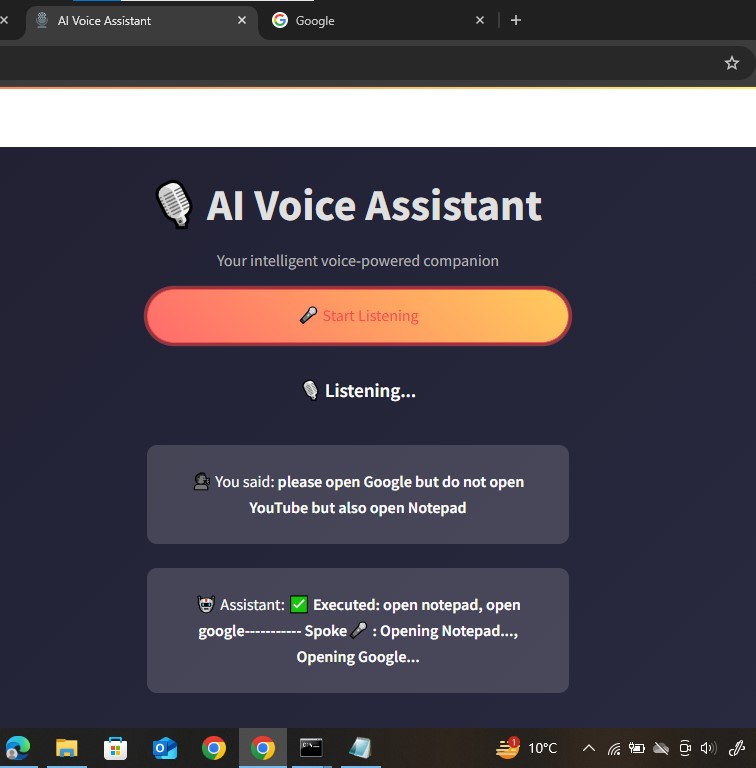 AI Voice Assistant
Google
AI Voice Assistant
Your intelligent voice-powered companion
Start Listening
Listening...
You said: please open Google but do not open
YouTube but also open Notepad
Assistant: ✅ Executed: open notepad, open
google----------- Spoke🎤 : Opening Notepad...,
Opening Google...
1
10°C